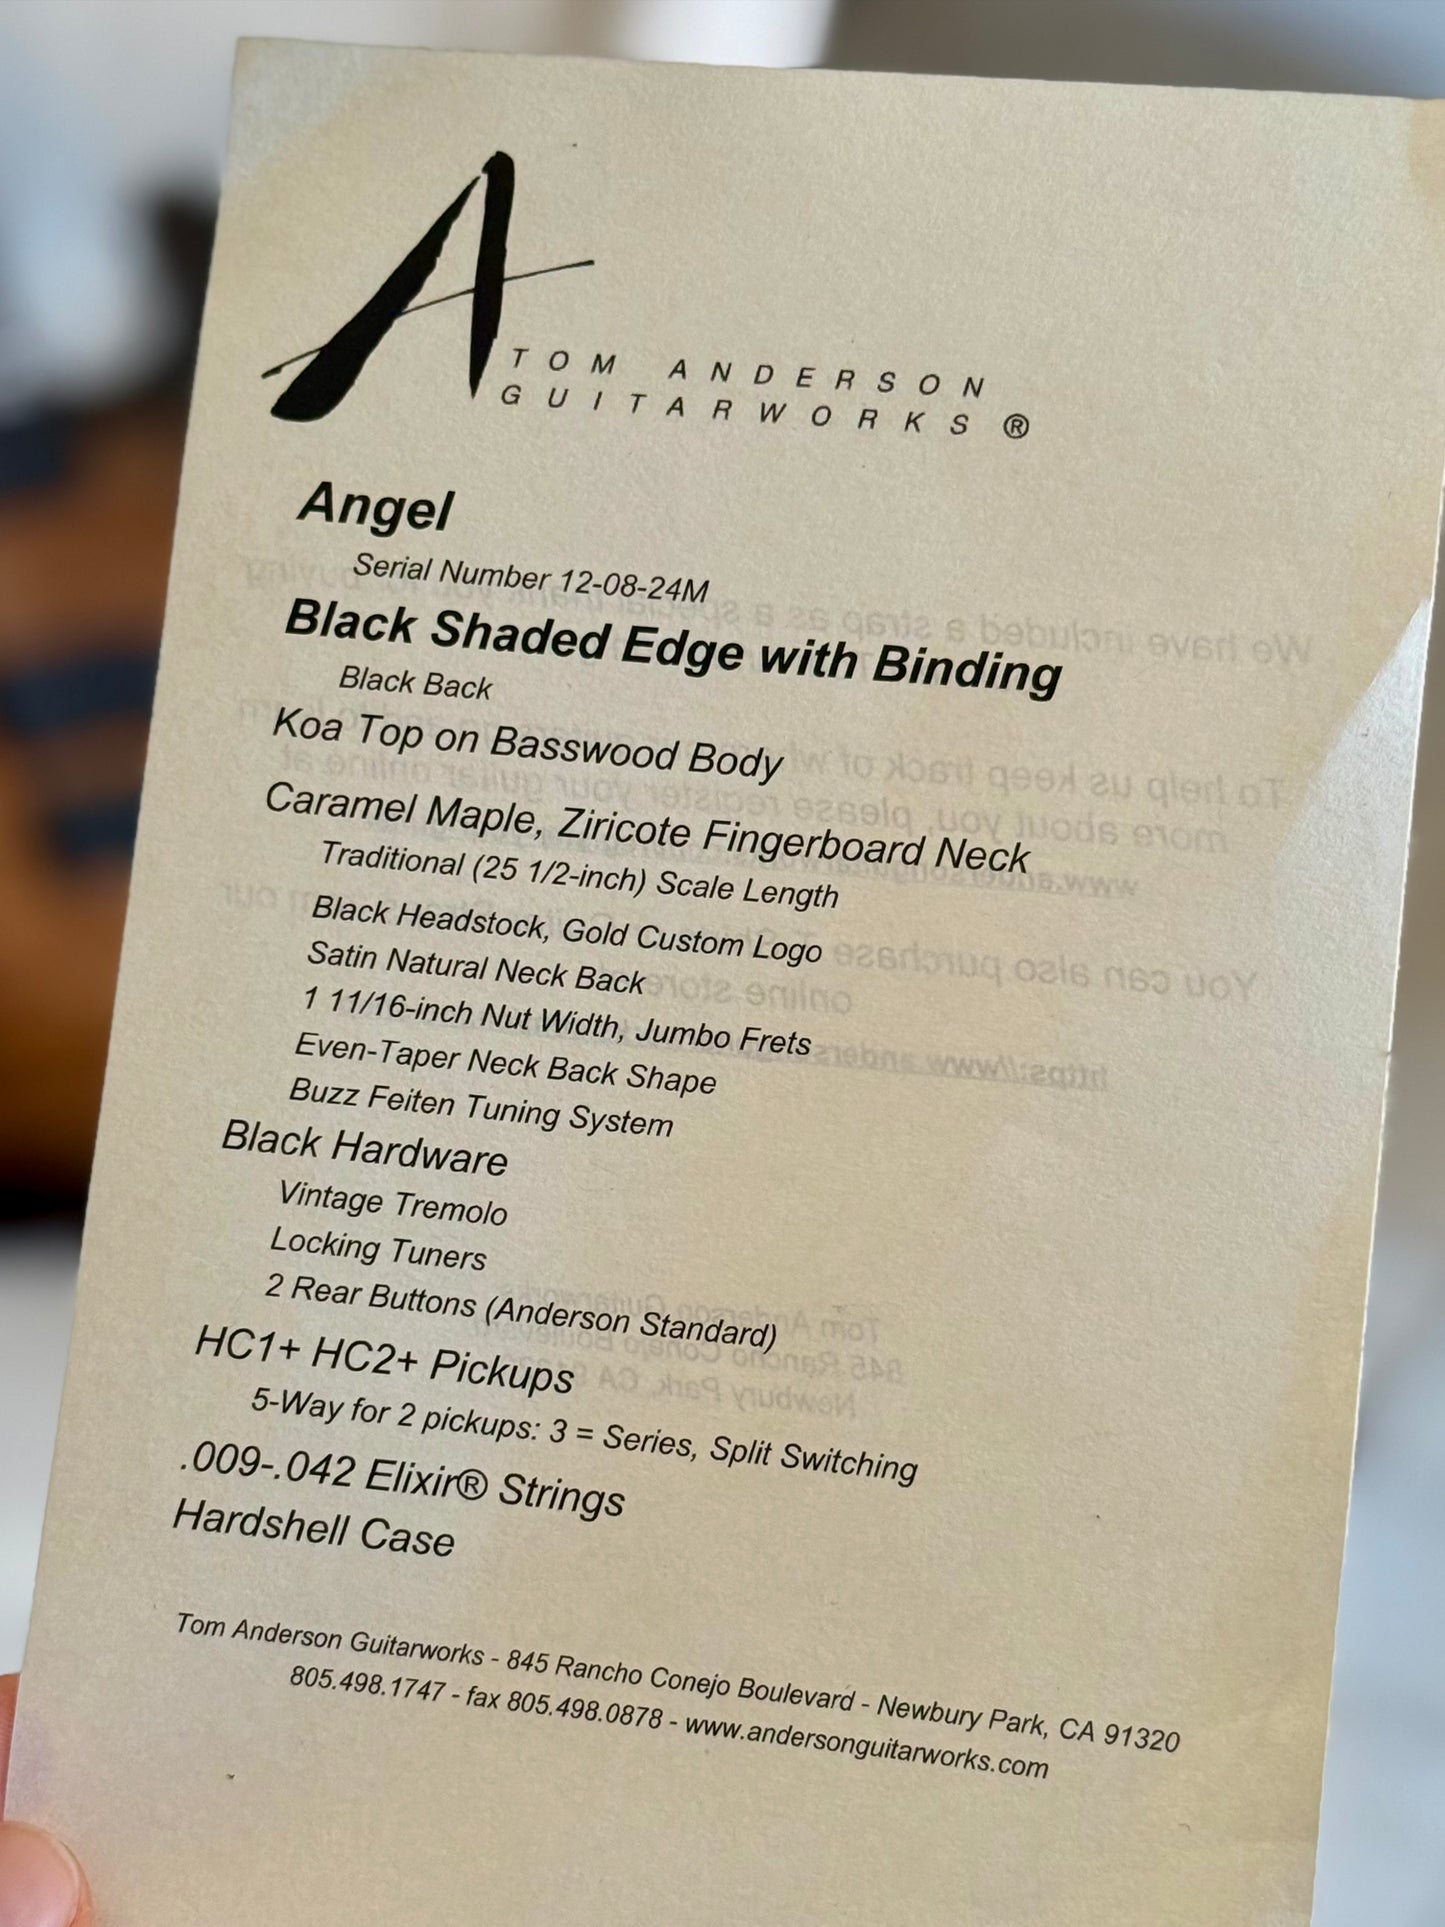 TOM ANDERSON
GUITARWORKS ®
Angel
Serial Number 12-08-24M
Black Shaded Edge with Binding
Black Back
Koa Top on Basswood Body
Caramel Maple, Ziricote Fingerboard Neck
Traditional (25 1/2-inch) Scale Length
Black Headstock, Gold Custom Logo
Satin Natural Neck Back
1 11/16-inch Nut Width, Jumbo Frets
Even-Taper Neck Back Shape
Buzz Feiten Tuning System
Black Hardware
Vintage Tremolo
Locking Tuners
2 Rear Buttons (Anderson Standard)
HC1+ HC2+ Pickups
5-Way for 2 pickups: 3 = Series, Split Switching
.009-.042 Elixir® Strings
Hardshell Case
Tom Anderson Guitarworks - 845 Rancho Conejo Boulevard - Newbury Park, CA 91320
805.498.1747 - fax 805.498.0878 - www.andersonguitarworks.com